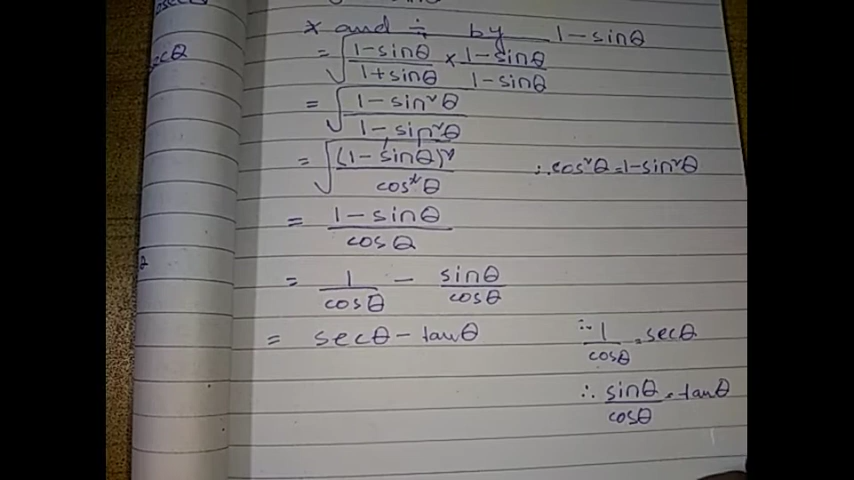 × and ÷ by 1-sinθ
= √(1-sinθ / 1+sinθ × 1-sinθ / 1-sinθ)
= √(1-sin²θ / 1-sin²θ)
= √((1-sinθ)² / cos²θ) ∴ cos²θ = 1-sin²θ
= 1-sinθ / cosθ
= 1 / cosθ - sinθ / cosθ
= secθ - tanθ ∵ 1 / cosθ = secθ
∴ sinθ / cosθ = tanθ